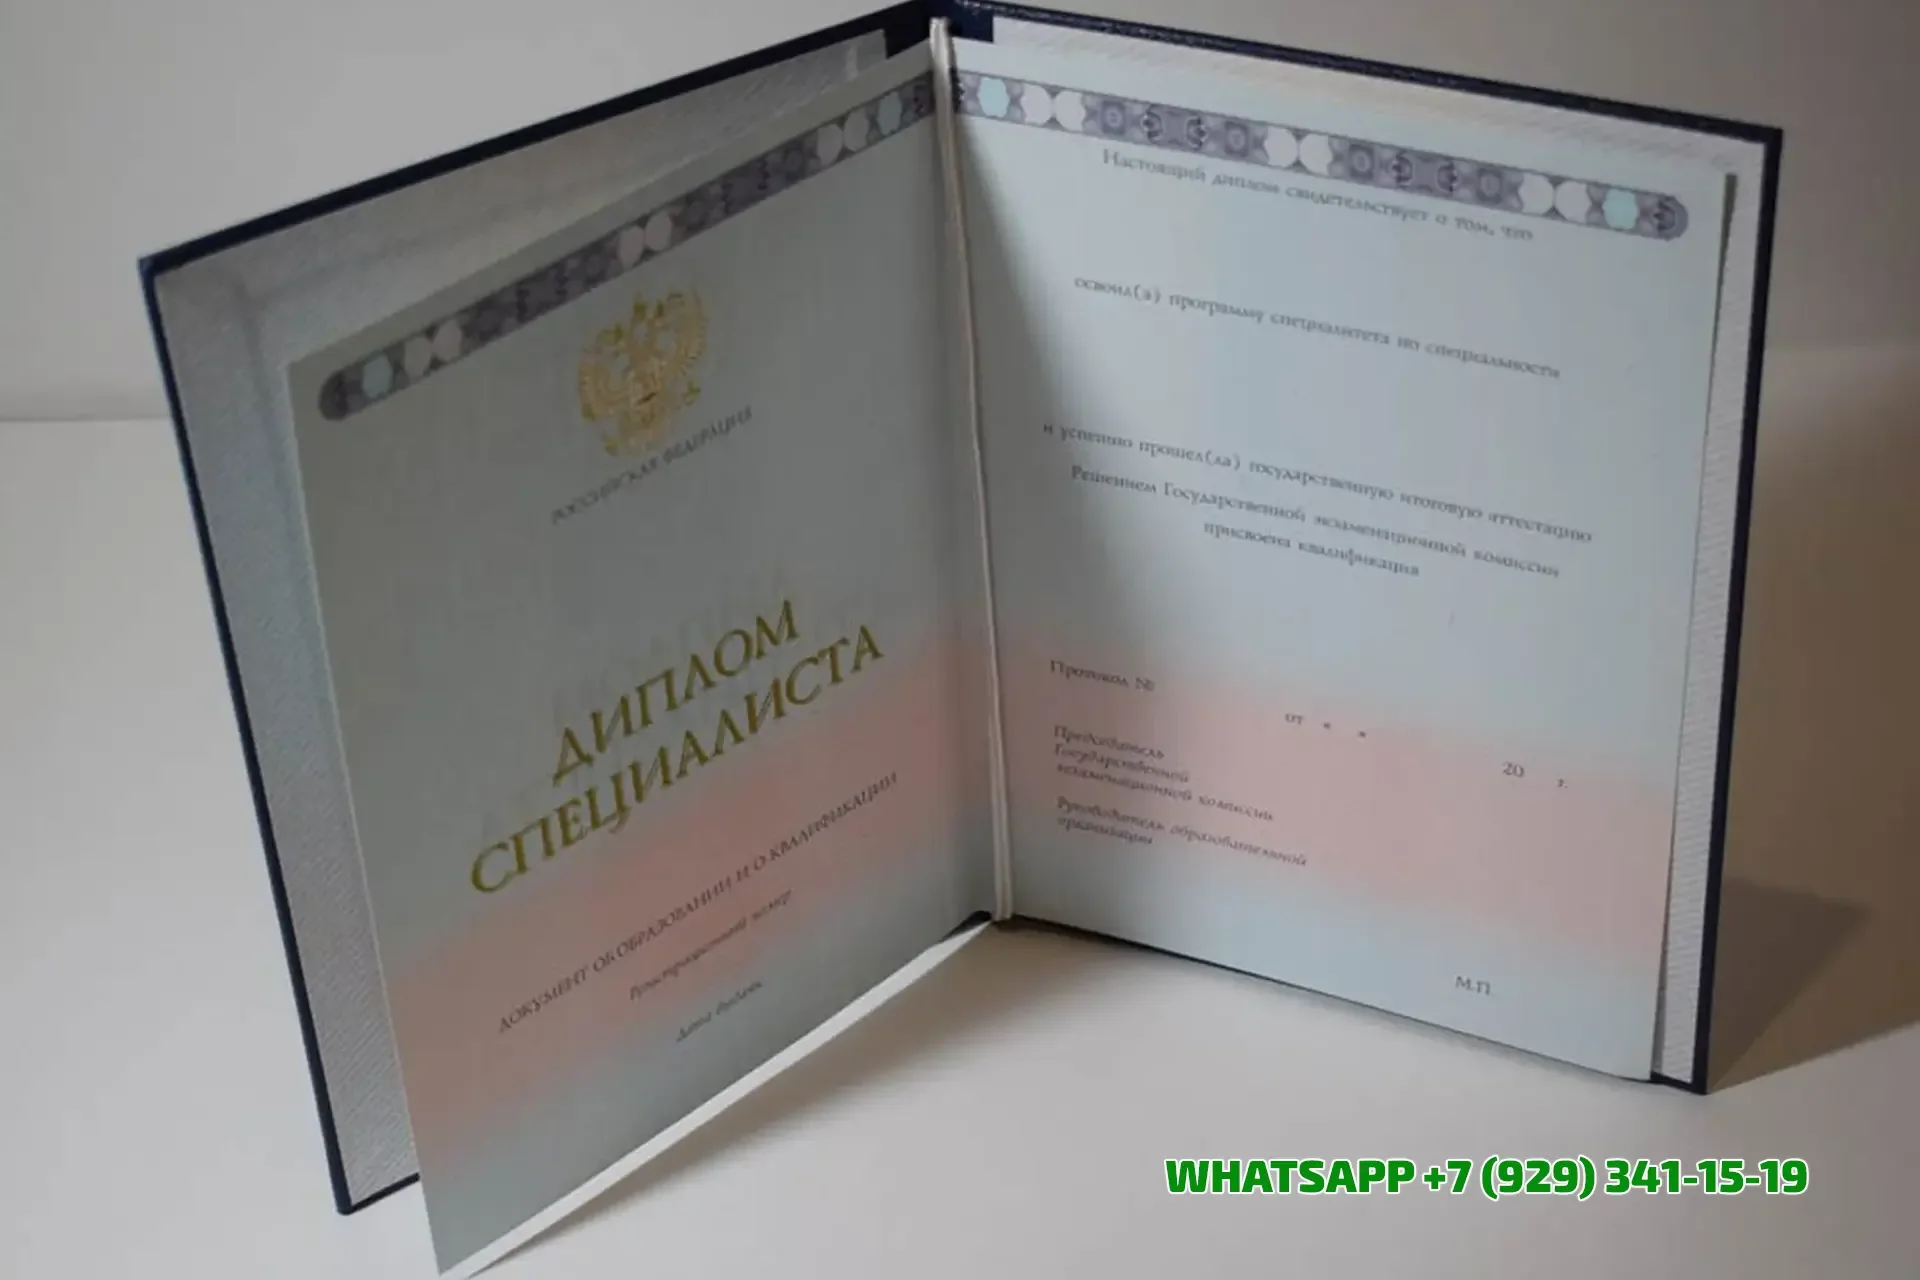 РОССИЙСКАЯ ФЕДЕРАЦИЯ
ДИПЛОМ
СПЕЦИАЛИСТА
ДОКУМЕНТ ОБ ОБРАЗОВАНИИ И О КВАЛИФИКАЦИИ
Регистрационный номер
Дата выдачи
Настоящий диплом свидетельствует о том, что
освоил(а) программу специалитета по специальности
и успешно прошел(ла) государственную итоговую аттестацию
Решением Государственной экзаменационной комиссии
присвоена квалификация
Протокол №
от « » 20 г.
Председатель
Государственной
экзаменационной комиссии
Руководитель образовательной
организации
М.П.
WHATSAPP +7 (929) 341-15-19